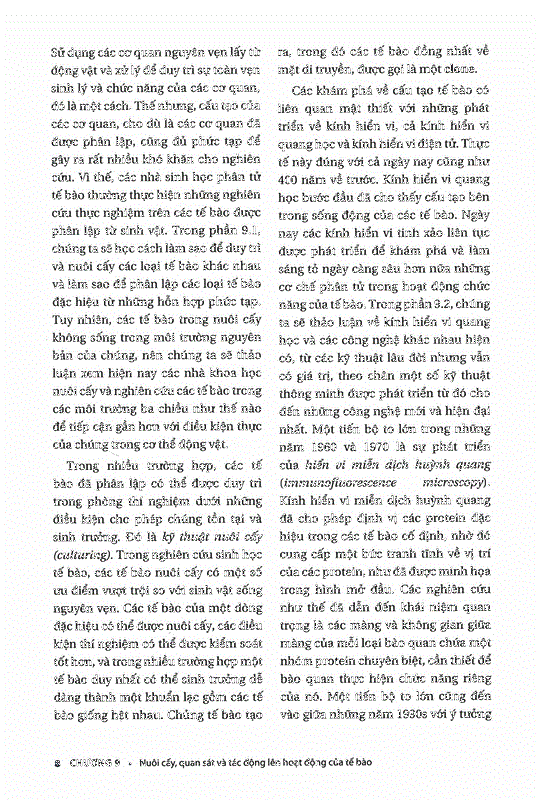 Sử dụng các cơ quan nguyên vẹn lấy từ
động vật và xử lý để duy trì sự toàn vẹn
sinh lý và chức năng của các cơ quan,
đó là một cách. Thế nhưng, cấu tạo của
các cơ quan, cho dù là các cơ quan đã
được phân lập, cũng đủ phức tạp để
gây ra rất nhiều khó khăn cho nghiên
cứu. Vì thế, các nhà sinh học phân tử
tế bào thường thực hiện những nghiên
cứu thực nghiệm trên các tế bào được
phân lập từ sinh vật. Trong phần 9.1,
chúng ta sẽ học cách làm sao để duy trì
và nuôi cấy các loại tế bào khác nhau
và làm sao để phân lập các loại tế bào
đặc hiệu từ những hỗn hợp phức tạp.
Tuy nhiên, các tế bào trong nuôi cấy
không sống trong môi trường nguyên
bản của chúng, nên chúng ta sẽ thảo
luận xem hiện nay các nhà khoa học
nuôi cấy và nghiên cứu các tế bào trong
các môi trường ba chiều như thế nào
để tiếp cận gần hơn với điều kiện thực
của chúng trong cơ thể động vật.
Trong nhiều trường hợp, các tế
bào đã phân lập có thể được duy trì
trong phòng thí nghiệm dưới những
điều kiện cho phép chúng tồn tại và
sinh trưởng. Đó là kỹ thuật nuôi cấy
(culturing). Trong nghiên cứu sinh học
tế bào, các tế bào nuôi cấy có một số
ưu điểm vượt trội so với sinh vật sống
nguyên vẹn. Các tế bào của một dòng
đặc hiệu có thể được nuôi cấy, các điều
kiện thí nghiệm có thể được kiểm soát
tốt hơn, và trong nhiều trường hợp một
tế bào duy nhất có thể sinh trưởng dễ
dàng thành một khuẩn lạc gồm các tế
bào giống hệt nhau. Chủng tế bào tạo
ra, trong đó các tế bào đồng nhất về
mặt di truyền, được gọi là một clone.
Các khám phá về cấu tạo tế bào có
liên quan mật thiết với những phát
triển về kính hiển vi, cả kính hiển vi
quang học và kính hiển vi điện tử. Thực
tế này đúng với cả ngày nay cũng như
400 năm về trước. Kính hiển vi quang
học bước đầu đã cho thấy cấu tạo bên
trong sống động của các tế bào. Ngày
nay các kính hiển vi tinh xảo liên tục
được phát triển để khám phá và làm
sáng tỏ ngày càng sâu hơn nữa những
cơ chế phân tử trong hoạt động chức
năng của tế bào. Trong phần 9.2, chúng
ta sẽ thảo luận về kính hiển vi quang
học và các công nghệ khác nhau hiện
có, từ các kỹ thuật lâu đời nhưng vẫn
có giá trị, theo chân một số kỹ thuật
thông minh được phát triển từ đó cho
đến những công nghệ mới và hiện đại
nhất. Một tiến bộ to lớn trong những
năm 1960 và 1970 là sự phát triển
của hiển vi miễn dịch huỳnh quang
(immunofluorescence microscopy).
Kính hiển vi miễn dịch huỳnh quang
đã cho phép định vị các protein đặc
hiệu trong các tế bào cố định, nhờ đó
cung cấp một bức tranh tĩnh về vị trí
của các protein, như đã được minh họa
trong hình mở đầu. Các nghiên cứu
như thế đã dẫn đến khái niệm quan
trọng là các màng và không gian giữa
màng của mỗi loại bào quan chứa một
nhóm protein chuyên biệt, cần thiết để
bào quan thực hiện chức năng riêng
của nó. Một tiến bộ to lớn cũng đến
vào giữa những năm 1990s với ý tưởng
8 CHƯƠNG 9 • Nuôi cấy, quan sát và tác động lên hoạt động của tế bào